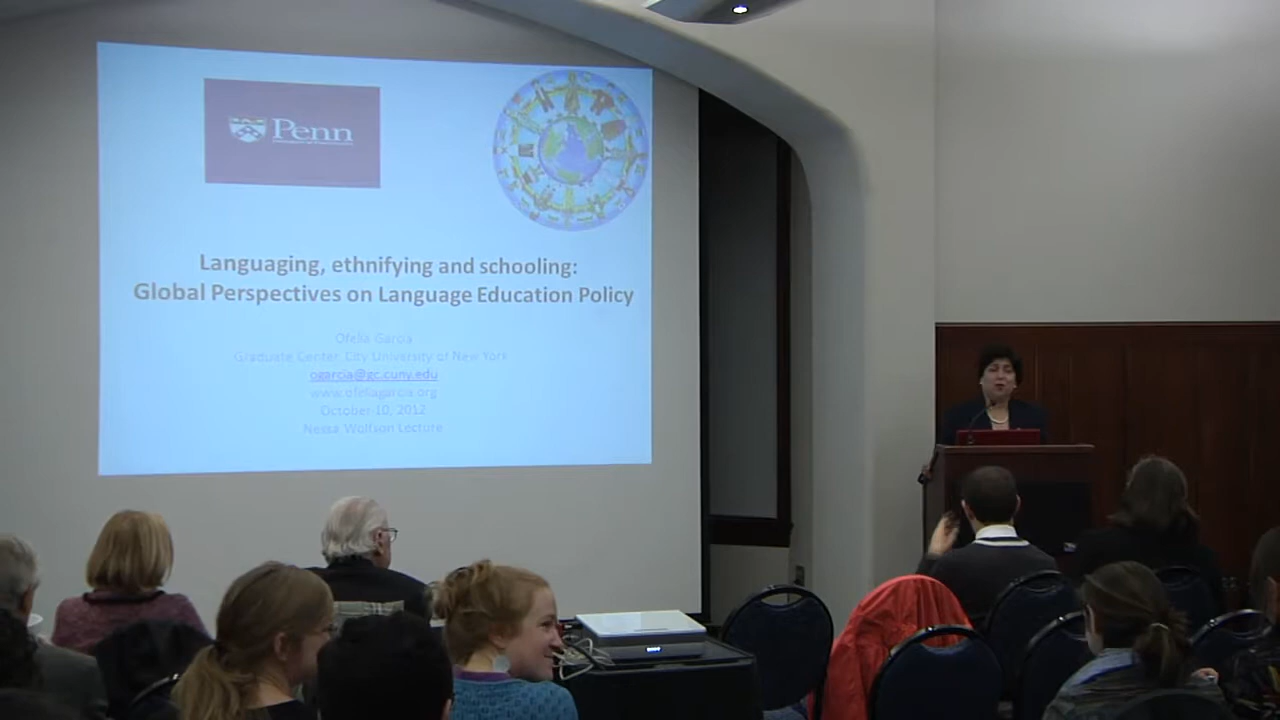 Penn
Languaging, ethnifying and schooling:
Global Perspectives on Language Education Policy
Ofelia Garcia
Graduate Center, City University of New York
ogarcia@gc.cuny.edu
www.ofeliagarcia.org
October 10, 2012
Nessa Wolfson Lecture